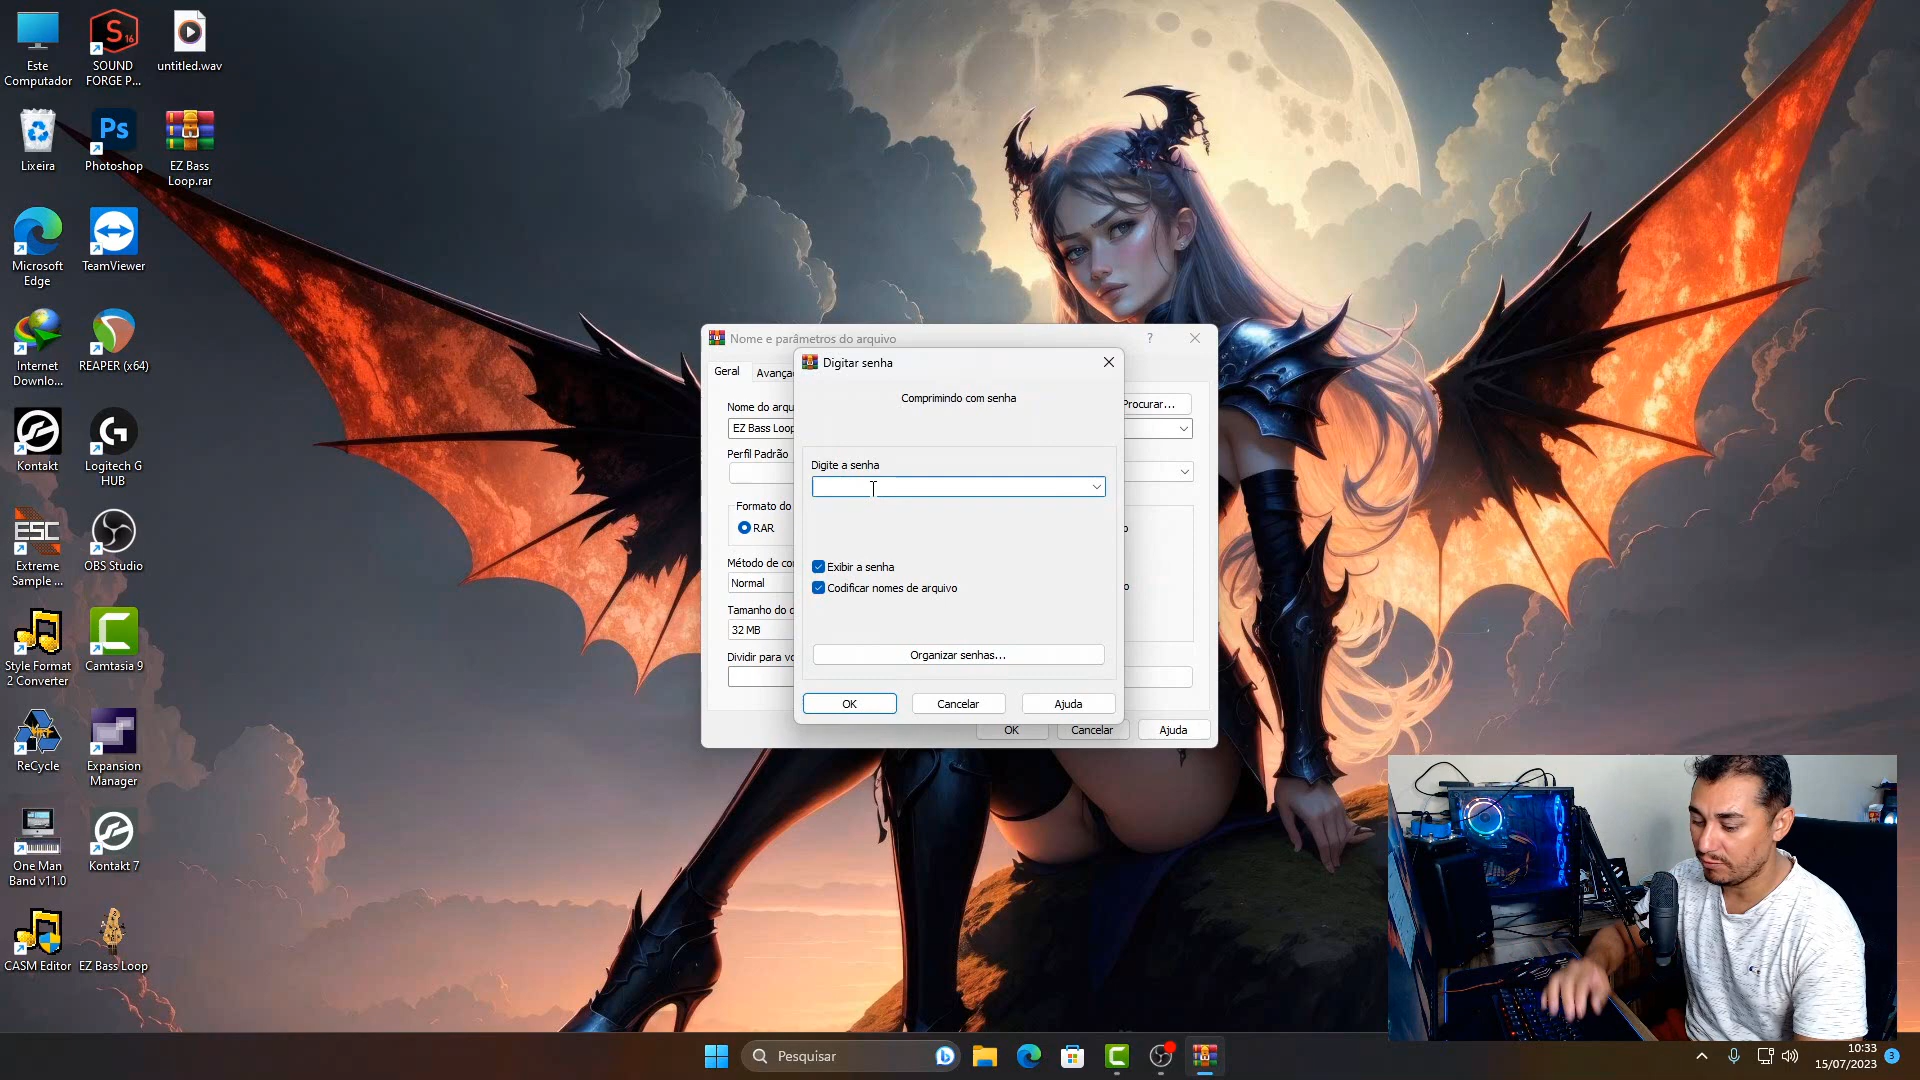 Este
Computador
SOUND
FORGE P...
untitled.wav
Lixeira
Ps
Photoshop
EZ Bass
Loop.rar
Microsoft
Edge
TeamViewer
Internet
Downlo...
REAPER (x64)
Kontakt
Logitech G
HUB
ESC
Extreme
Sample ...
OBS Studio
Style Format
2 Converter
Camtasia 9
ReCycle
Expansion
Manager
One Man
Band v11.0
Kontakt 7
CASM Editor
EZ Bass Loop
Nome e parâmetros do arquivo
?
Geral
Avança
Nome do arqu
Procurar...
EZ Bass Loop
Perfil Padrão
Formato do
RAR
Método de co
Normal
Tamanho do d
32 MB
Dividir para vo
OK
Cancelar
Ajuda
Digitar senha
Comprimindo com senha
Digite a senha
Exibir a senha
Codificar nomes de arquivo
Organizar senhas...
OK
Cancelar
Ajuda
Pesquisar
10:33
15/07/2023
3